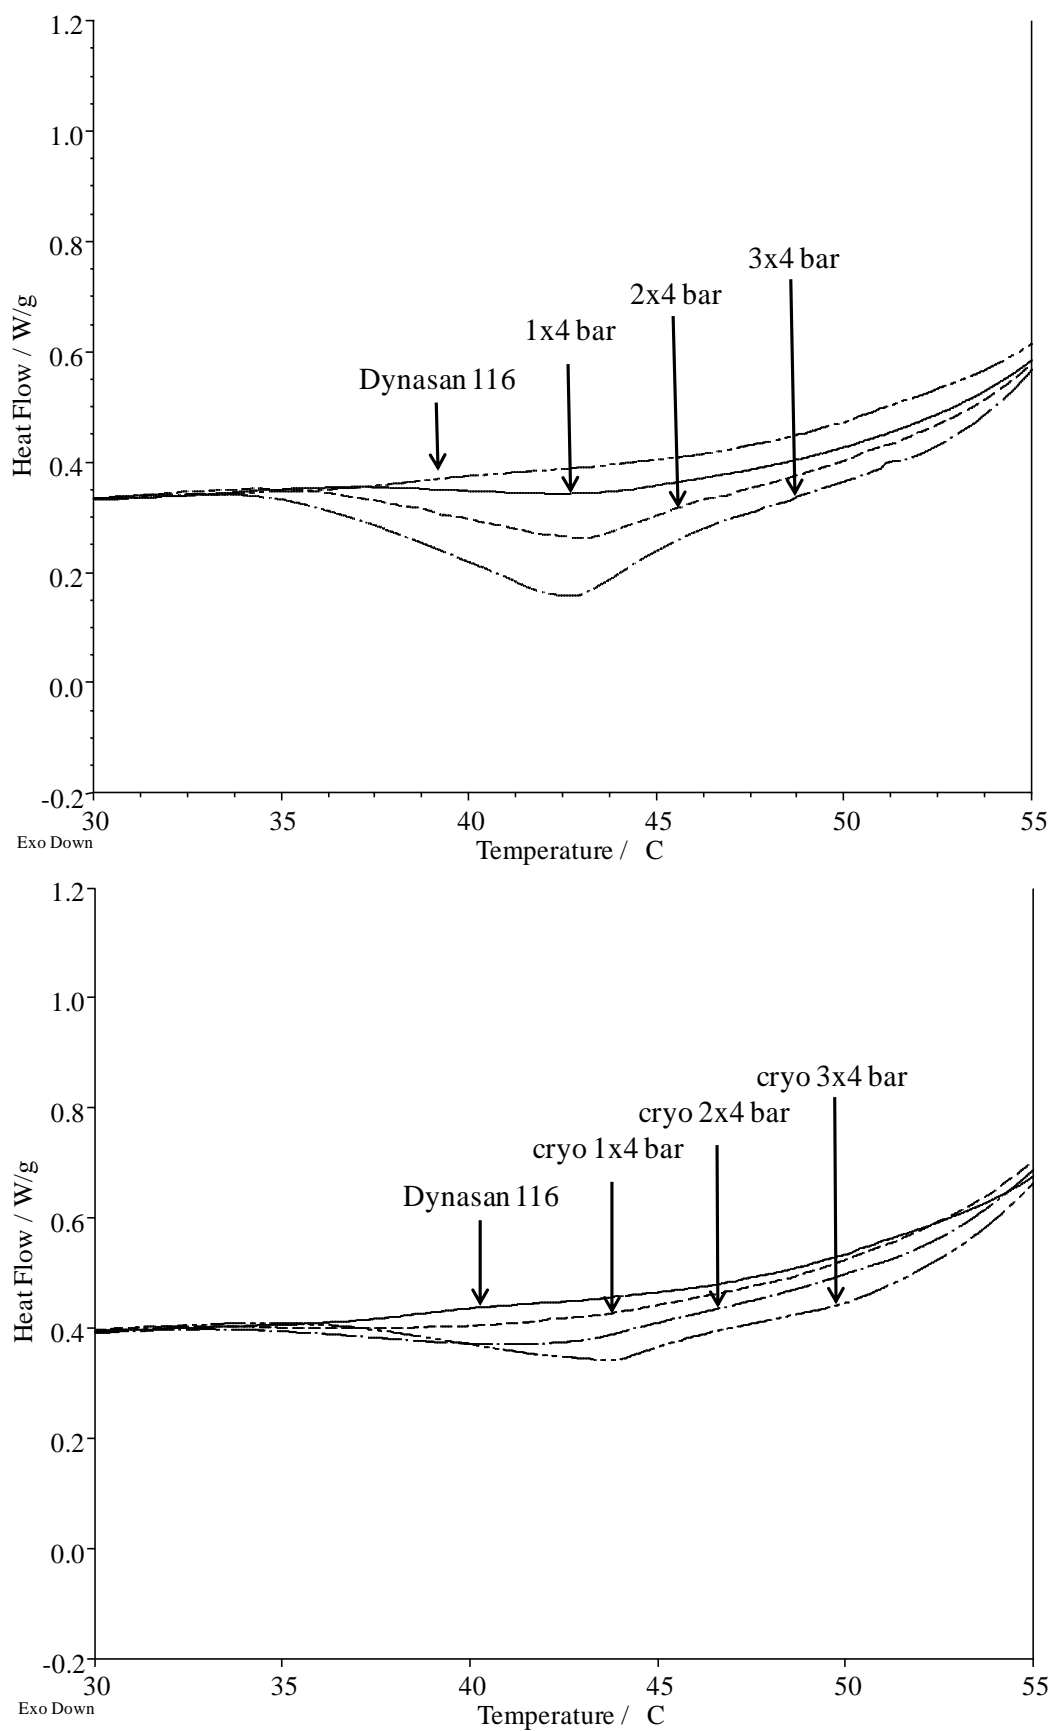 1.2
1.0
0.8
3x4 bar
2x4 bar
1x4 bar
0.6
Dynasan 116
Heat Flow / W/g
0.4
0.2
0.0
-0.2
30 35 40 45 50 55
Exo Down
Temperature / C
1.2
1.0
cryo 3x4 bar
0.8
cryo 2x4 bar
cryo 1x4 bar
Dynasan 116
0.6
Heat Flow / W/g
0.4
0.2
0.0
-0.2
30 35 40 45 50 55
Exo Down
Temperature / C